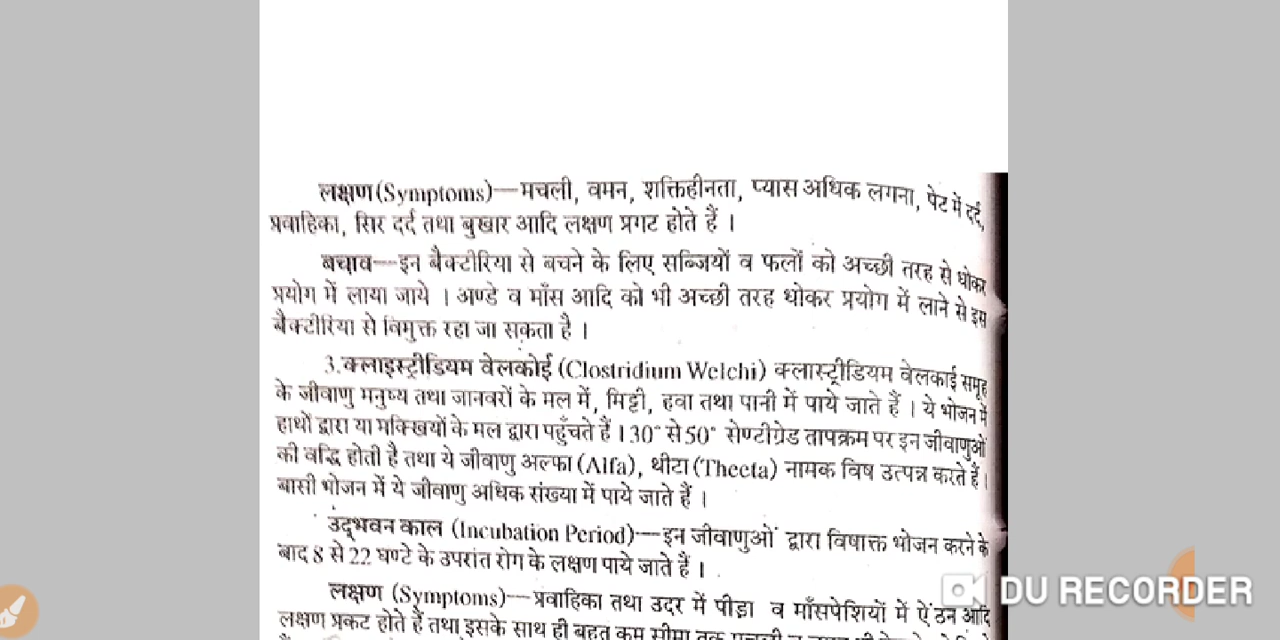 लक्षण (Symptoms)—मचली, वमन, शक्तिहीनता, प्यास अधिक लगना, पेट में दर्द,
प्रवाहिका, सिर दर्द तथा बुखार आदि लक्षण प्रगट होते हैं ।
बचाव—इन बैक्टीरिया से बचने के लिए सब्जियों व फलों को अच्छी तरह से धोकर
प्रयोग में लाया जाये । अण्डे व माँस आदि को भी अच्छी तरह धोकर प्रयोग में लाने से इस
बैक्टीरिया से विमुक्त रहा जा सकता है ।
3.क्लाइस्ट्रीडियम वेलकोई (Clostridium Welchi) क्लास्ट्रीडियम वेलकाई समूह
के जीवाणु मनुष्य तथा जानवरों के मल में, मिट्टी, हवा तथा पानी में पाये जाते हैं । ये भोजन में
हाथों द्वारा या मक्खियों के मल द्वारा पहुँचते हैं । 30° से 50° सेण्टीग्रेड तापक्रम पर इन जीवाणुओं
की वद्धि होती है तथा ये जीवाणु अल्फा (Alfa), थीटा (Theeta) नामक विष उत्पन्न करते हैं।
बासी भोजन में ये जीवाणु अधिक संख्या में पाये जाते हैं ।
उद्‌भवन काल (Incubation Period)—इन जीवाणुओं द्वारा विषाक्त भोजन करने के
बाद 8 से 22 घण्टे के उपरांत रोग के लक्षण पाये जाते हैं ।
लक्षण (Symptoms)—प्रवाहिका तथा उदर में पीड़ा व माँसपेशियों में ऐंठन आदि
लक्षण प्रकट होते हैं तथा इसके साथ ही बहुत कम सीमा तक
DU RECORDER